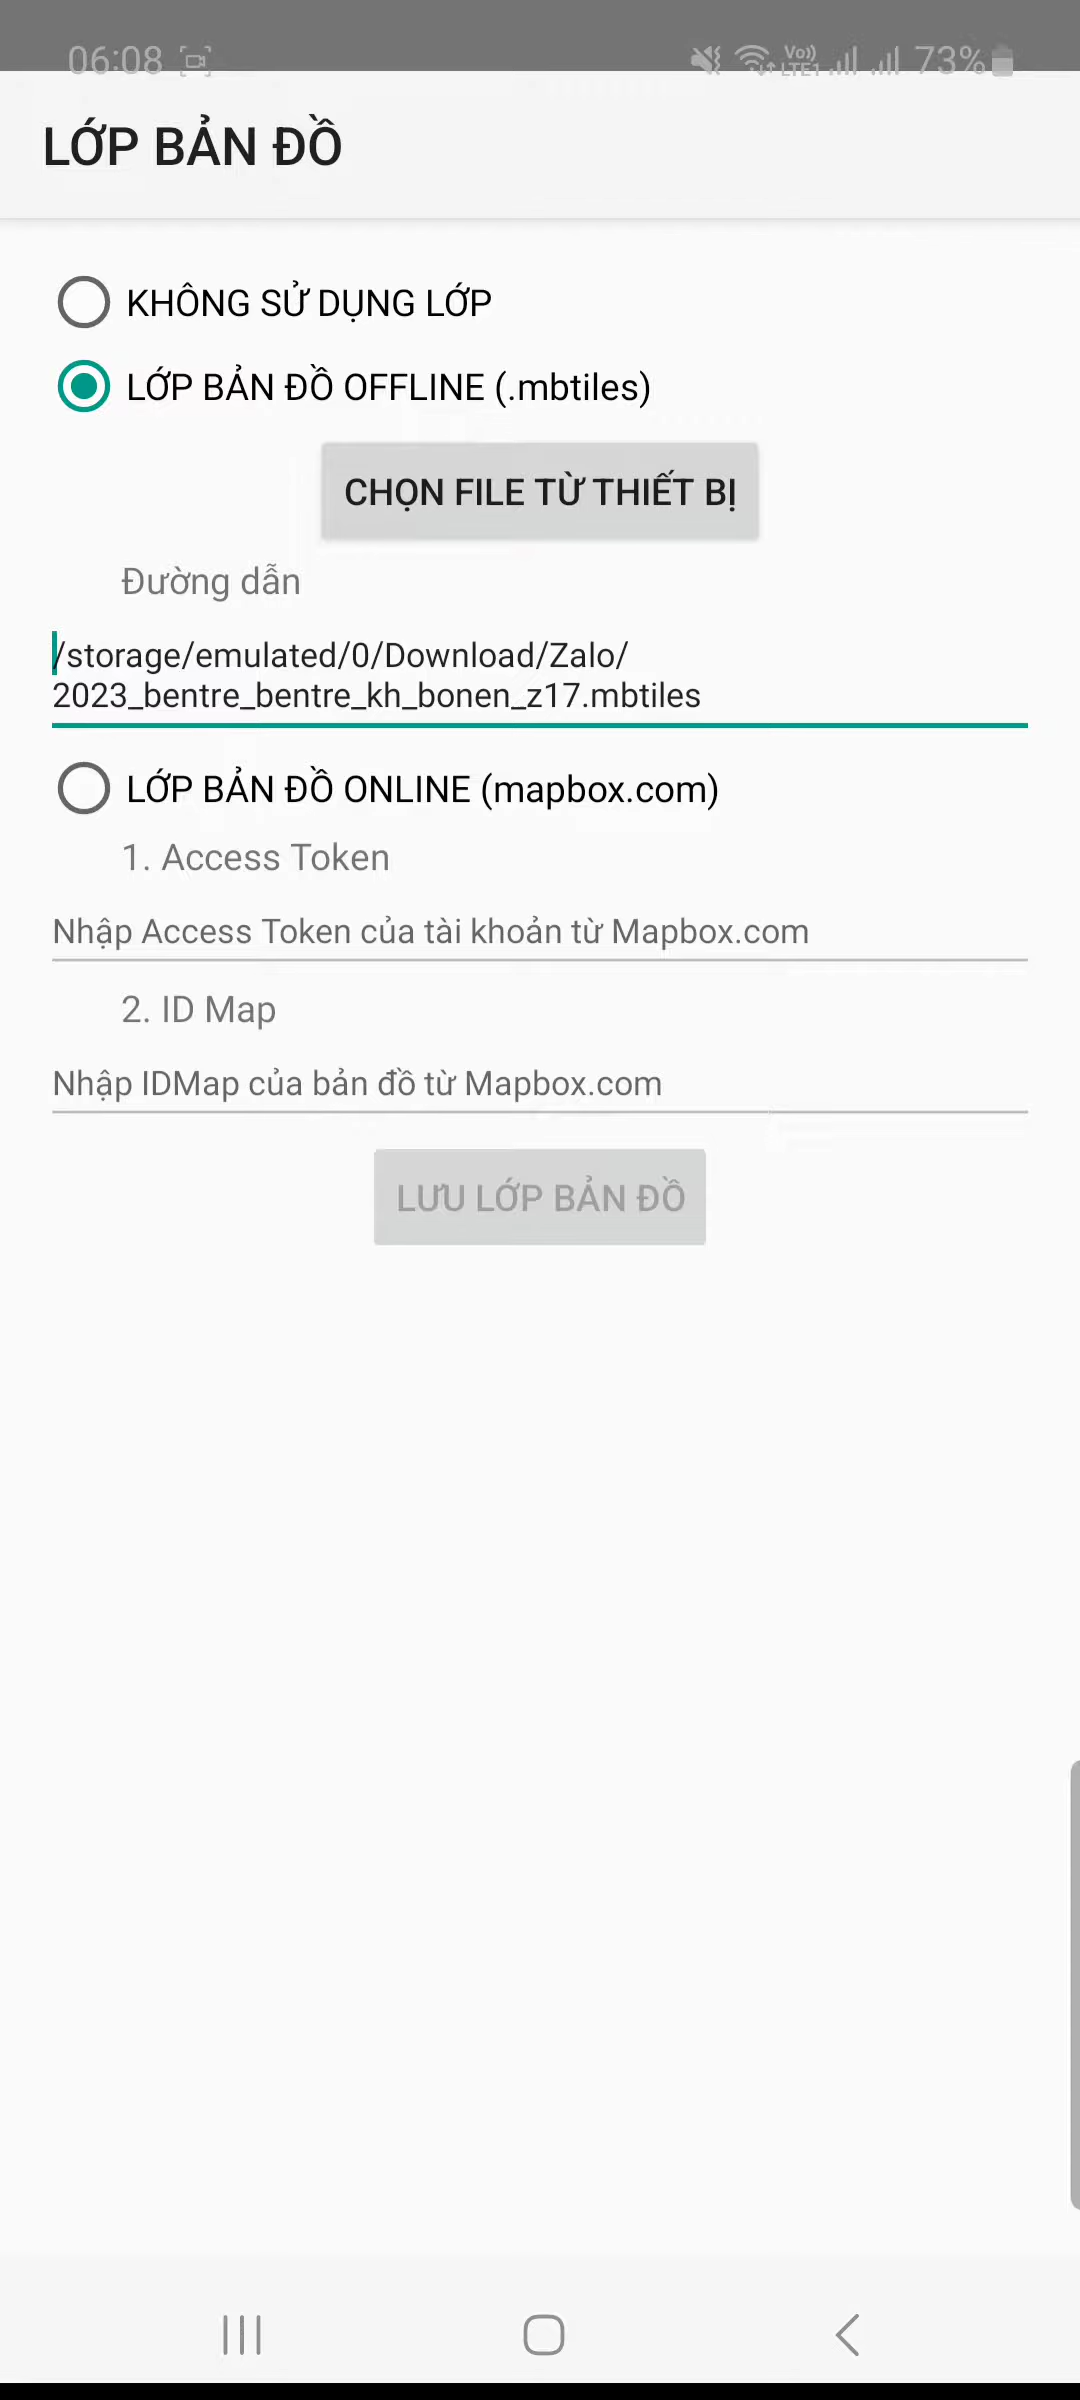 06:08 Vo)) LTE1 73%
LỚP BẢN ĐỒ
KHÔNG SỬ DỤNG LỚP
LỚP BẢN ĐỒ OFFLINE (.mbtiles)
CHỌN FILE TỪ THIẾT BỊ
Đường dẫn
/storage/emulated/0/Download/Zalo/
2023_bentre_bentre_kh_bonen_z17.mbtiles
LỚP BẢN ĐỒ ONLINE (mapbox.com)
1. Access Token
Nhập Access Token của tài khoản từ Mapbox.com
2. ID Map
Nhập IDMap của bản đồ từ Mapbox.com
LƯU LỚP BẢN ĐỒ